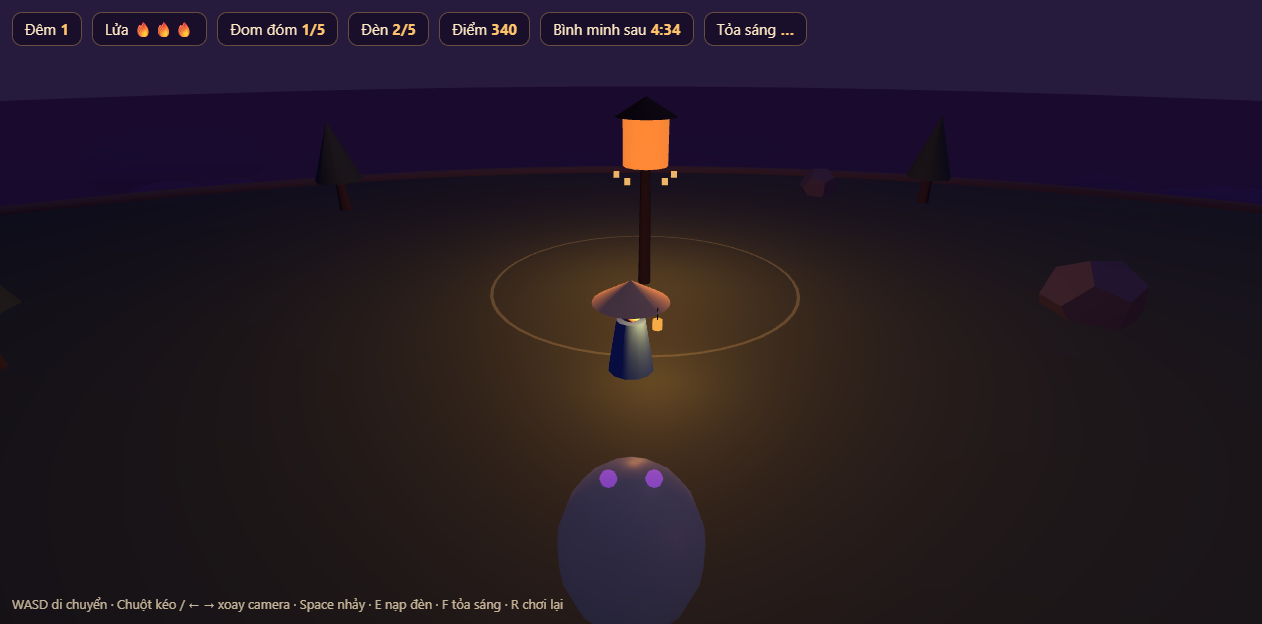 Đêm 1 Lửa 🔥 🔥 🔥 Đom đóm 1/5 Đèn 2/5 Điểm 340 Bình minh sau 4:34 Tỏa sáng ...
WASD di chuyển · Chuột kéo / ← → xoay camera · Space nhảy · E nạp đèn · F tỏa sáng · R chơi lại